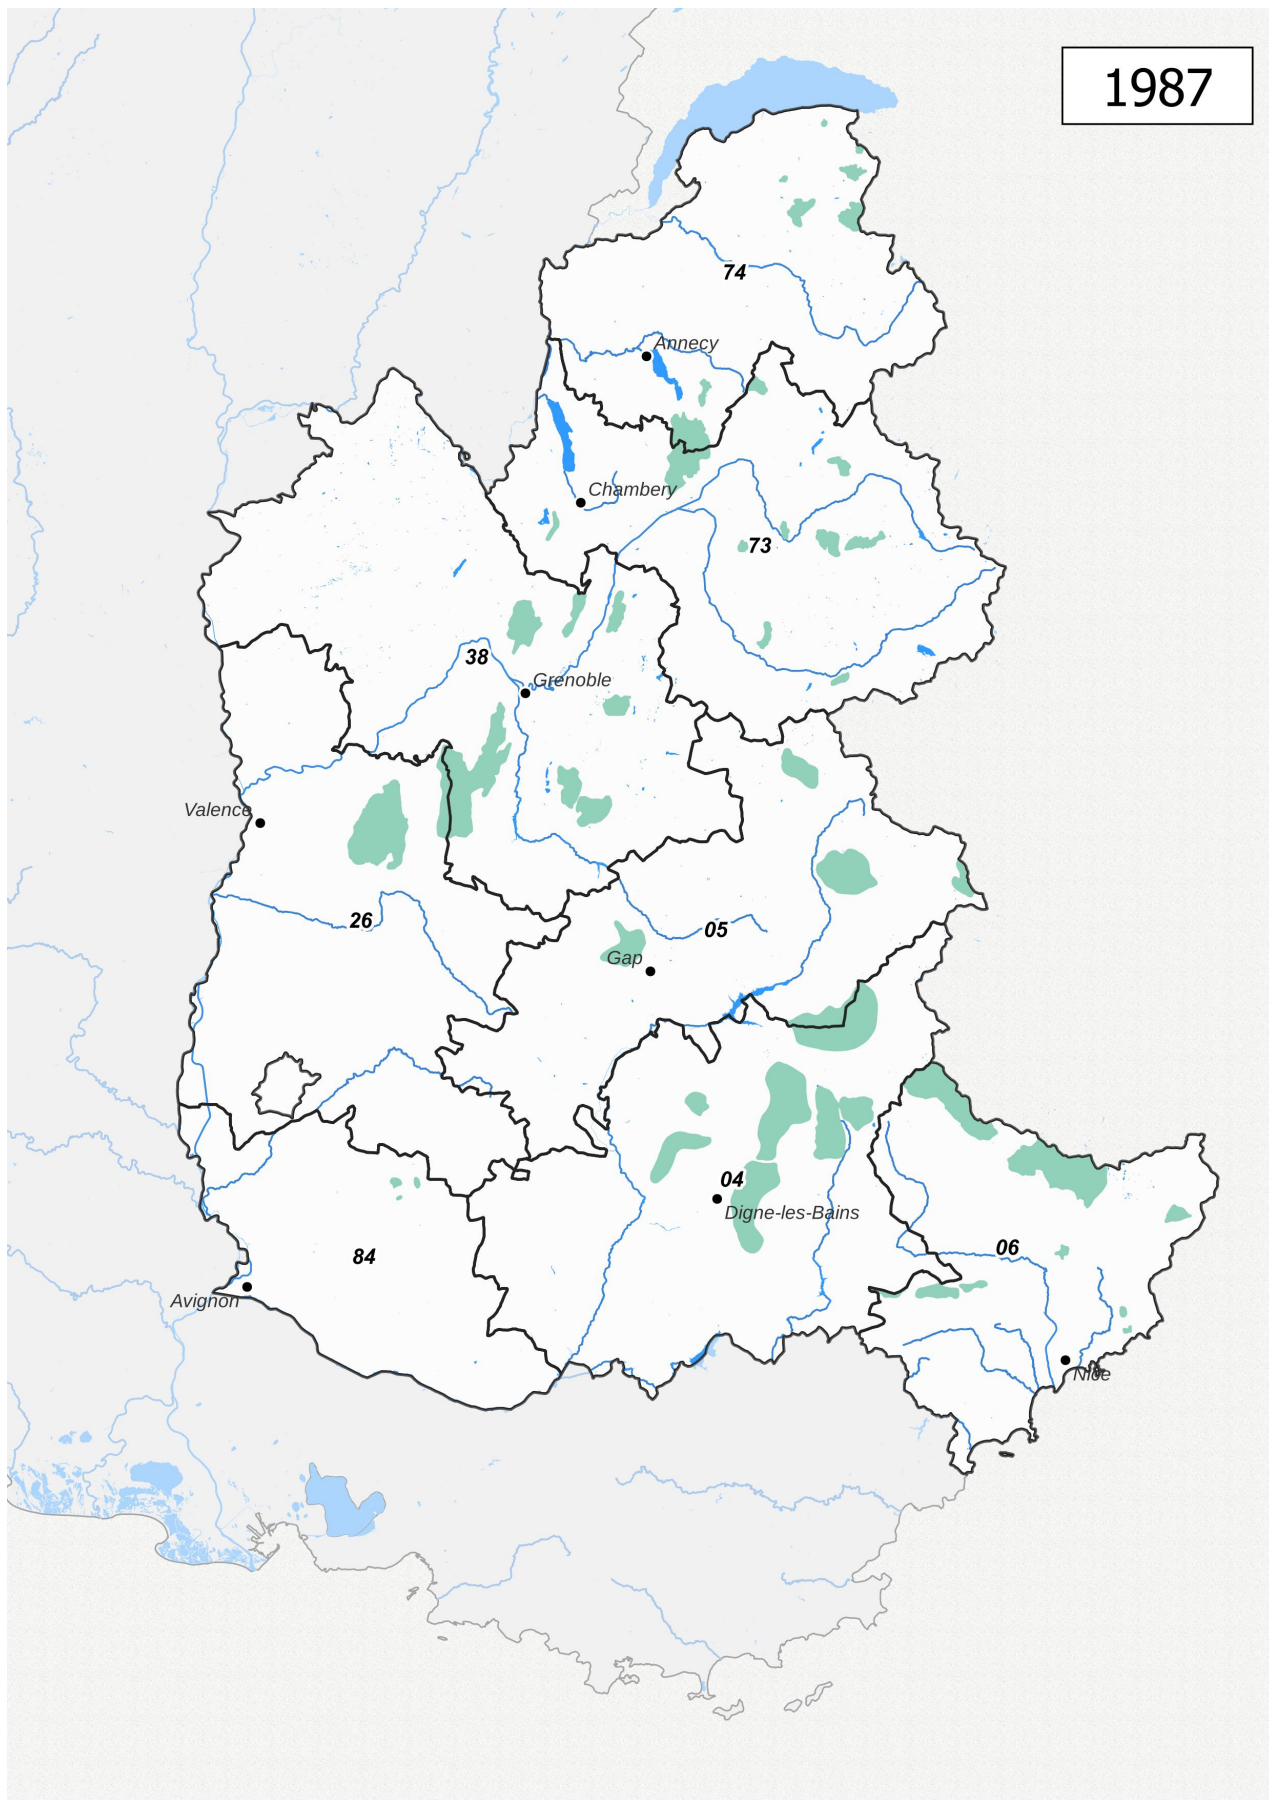 1987
74
Annecy
Chambery
73
38
Grenoble
Valence
26
05
Gap
04
Digne-les-Bains
06
84
Avignon
Nice